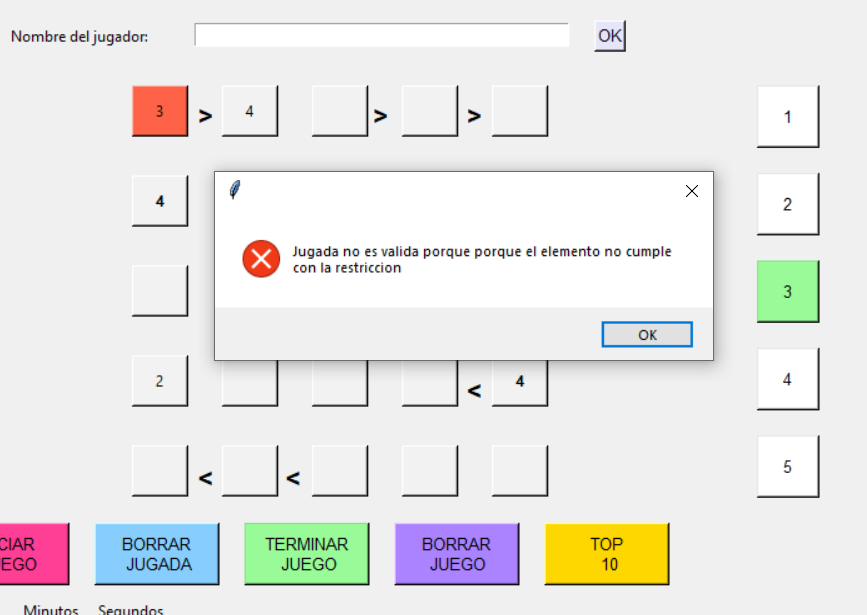 Nombre del jugador: OK
3 > 4 > > 1
4 2
Jugada no es valida porque porque el elemento no cumple
con la restriccion
3
OK
2 < 4 4
< < 5
CIAR BORRAR TERMINAR BORRAR TOP
EGO JUGADA JUEGO JUEGO 10
Minutos Segundos